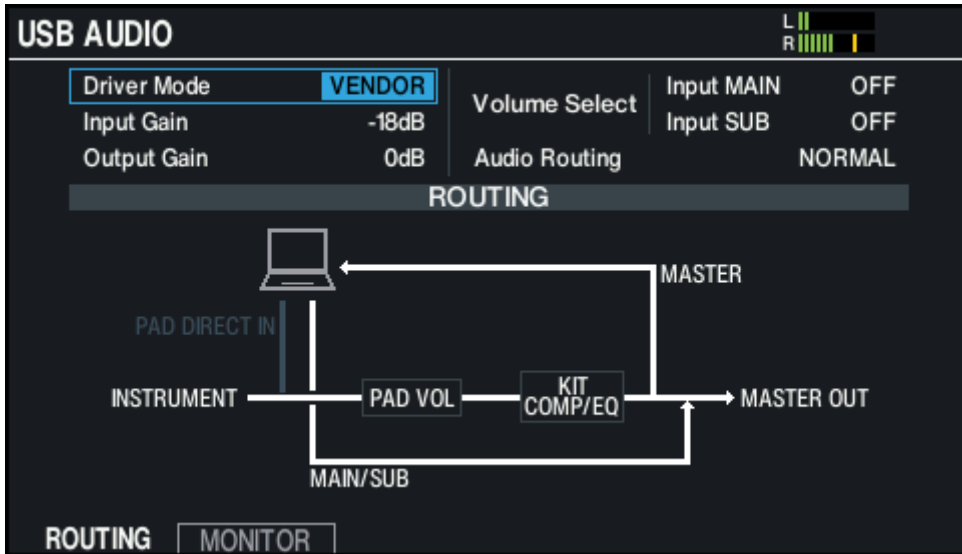 USB AUDIO
L
R
Driver Mode VENDOR
Input Gain -18dB
Output Gain 0dB
Volume Select
Input MAIN OFF
Input SUB OFF
Audio Routing NORMAL
ROUTING
MASTER
PAD DIRECT IN
INSTRUMENT
PAD VOL
KIT
COMP/EQ
MASTER OUT
MAIN/SUB
ROUTING MONITOR